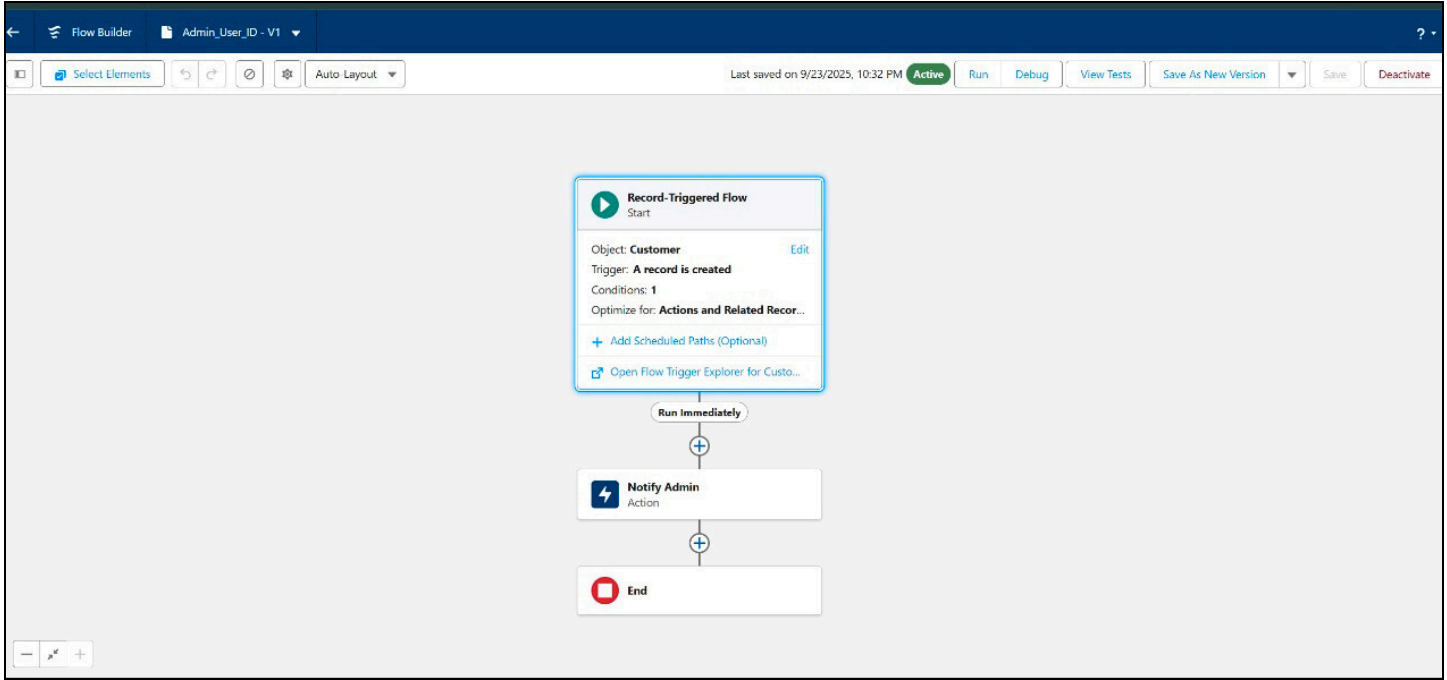 Flow Builder
Admin_User_ID - V1
?
Select Elements
Auto-Layout
Last saved on 9/23/2025, 10:32 PM Active Run Debug View Tests Save As New Version Save Deactivate
Record-Triggered Flow
Start
Object: Customer Edit
Trigger: A record is created
Conditions: 1
Optimize for: Actions and Related Recor...
+ Add Scheduled Paths (Optional)
Open Flow Trigger Explorer for Custo...
Run Immediately
Notify Admin
Action
End